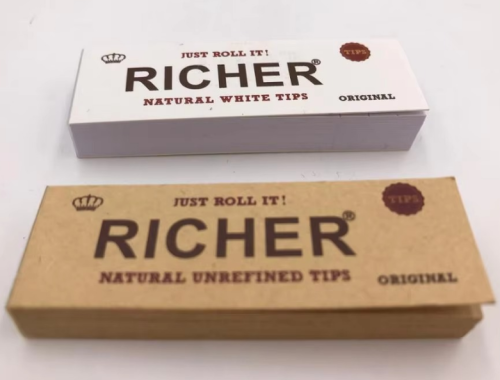 JUST ROLL IT!
TIPS
RICHER®
NATURAL WHITE TIPS
ORIGINAL
JUST ROLL IT!
TIPS
RICHER®
NATURAL UNREFINED TIPS
ORIGINAL